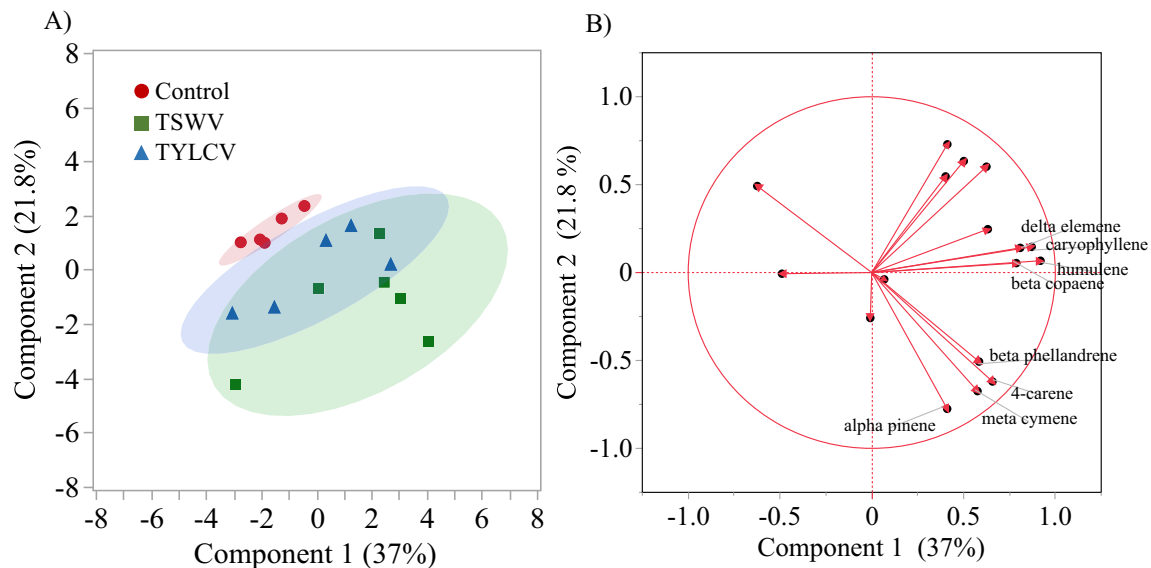 A)
8
6
4
2
0
-2
-4
-6
-8
-8
-6
-4
-2
0
2
4
6
8
Component 2 (21.8%)
Component 1 (37%)
Control
TSWV
TYLCV
B)
1.0
0.5
0
-0.5
-1.0
-1.0
-0.5
0
0.5
1.0
Component 2 (21.8 %)
Component 1 (37%)
delta elemene
caryophyllene
humulene
beta copaene
beta phellandrene
4-carene
meta cymene
alpha pinene